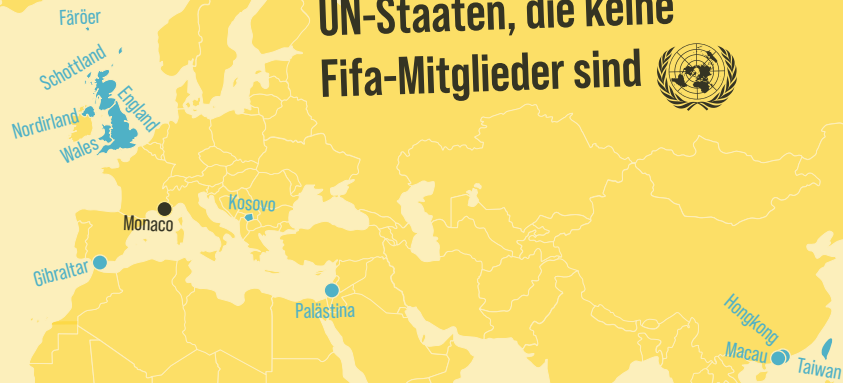 UN-Staaten, die keine
Fifa-Mitglieder sind
Färöer
Schottland
England
Nordirland
Wales
Kosovo
Monaco
Gibraltar
Palästina
Hongkong
Macau
Taiwan